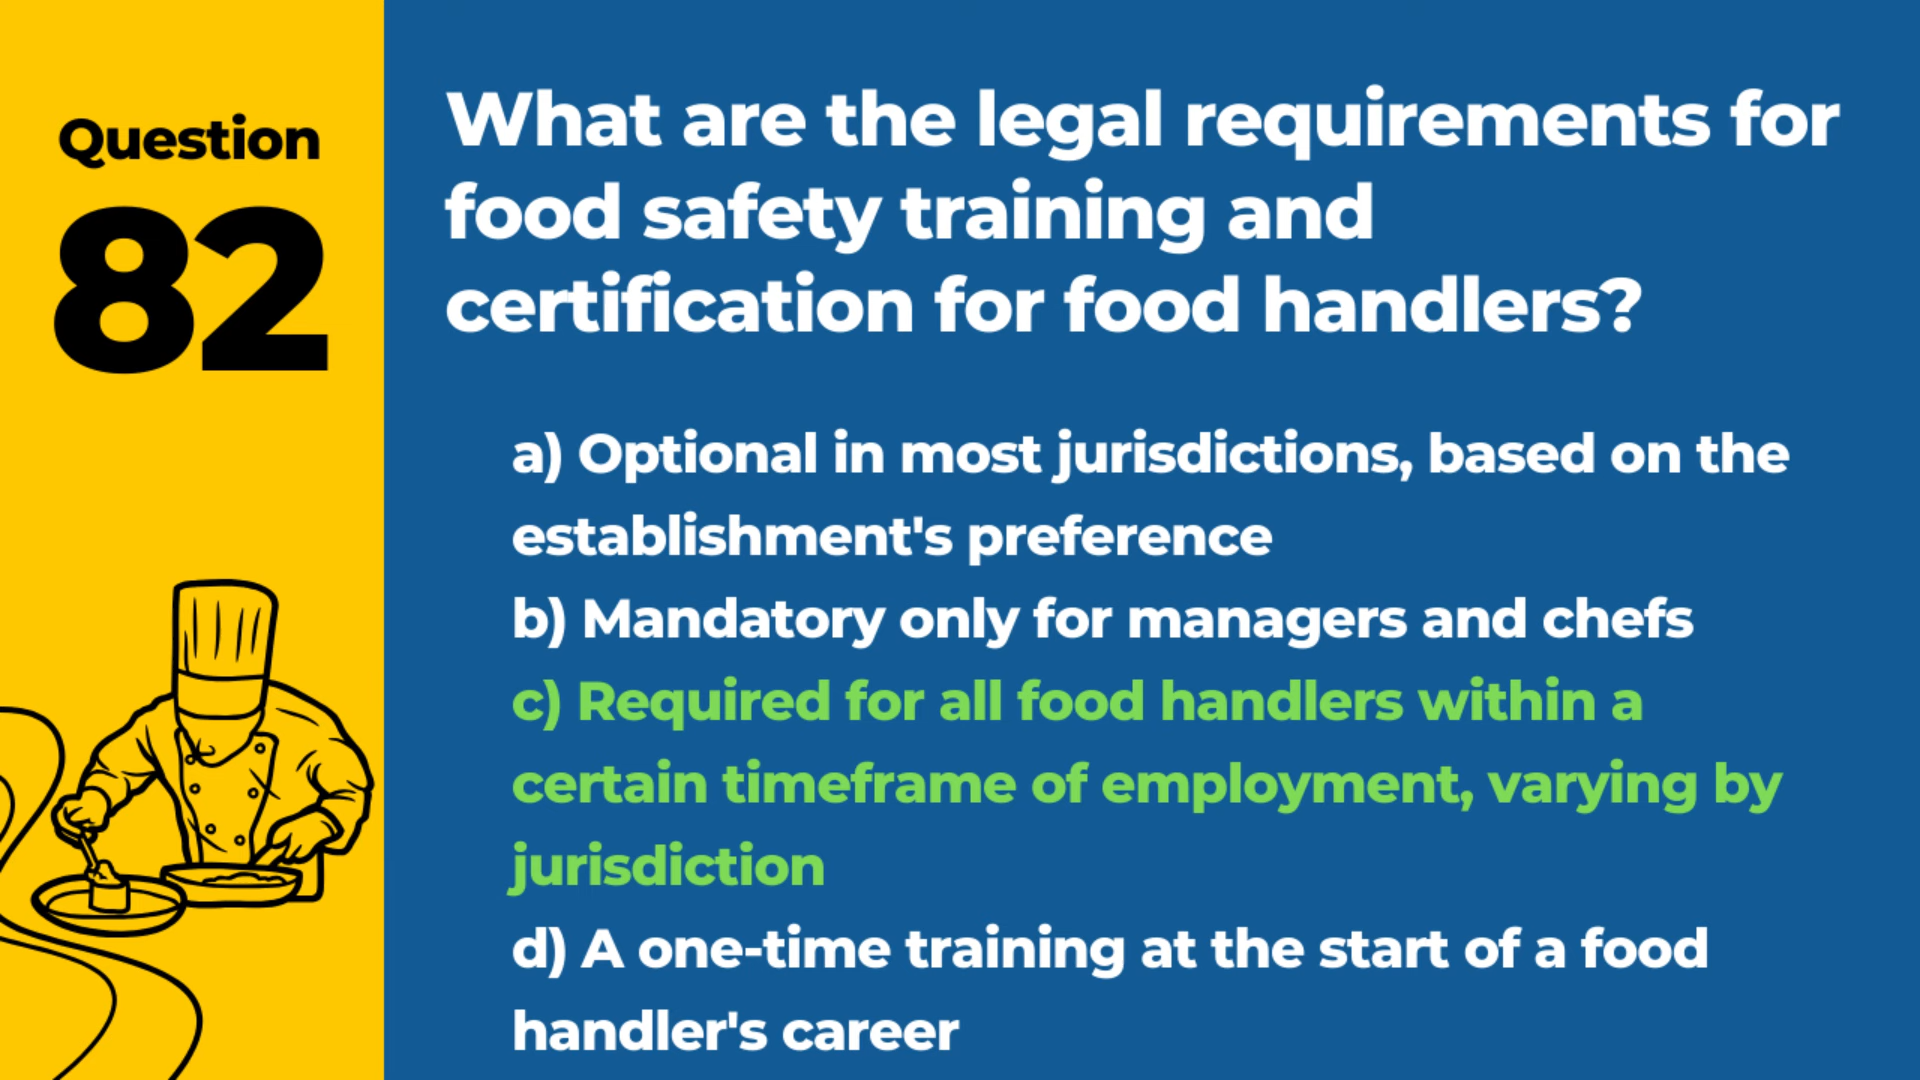 Question
82
What are the legal requirements for
food safety training and
certification for food handlers?
a) Optional in most jurisdictions, based on the
establishment's preference
b) Mandatory only for managers and chefs
c) Required for all food handlers within a
certain timeframe of employment, varying by
jurisdiction
d) A one-time training at the start of a food
handler's career